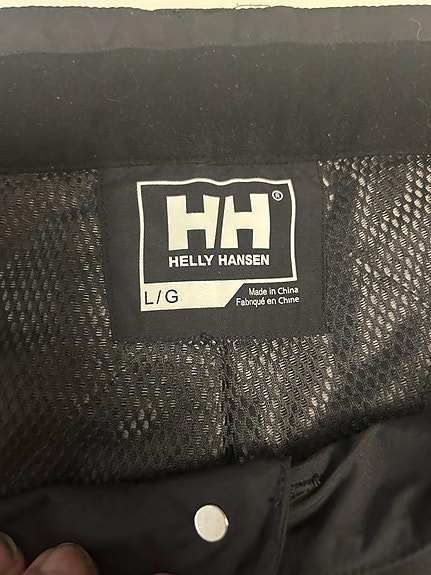 HH®
HELLY HANSEN
L/G
Made in China
Fabriqué en Chine